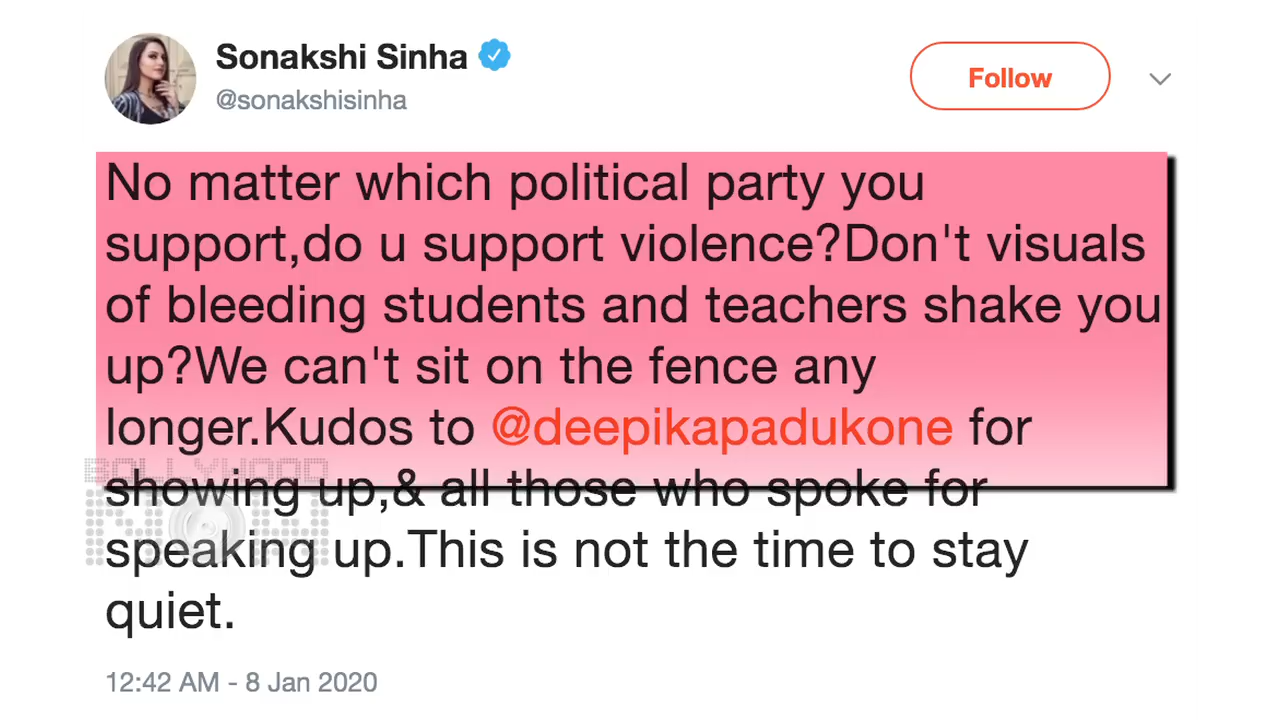 Sonakshi Sinha
@sonakshisinha
Follow
No matter which political party you
support,do u support violence?Don't visuals
of bleeding students and teachers shake you
up?We can't sit on the fence any
longer.Kudos to @deepikapadukone for
BOLLYWOOD
showing up,& all those who spoke for
NOW
speaking up.This is not the time to stay
quiet.
12:42 AM - 8 Jan 2020